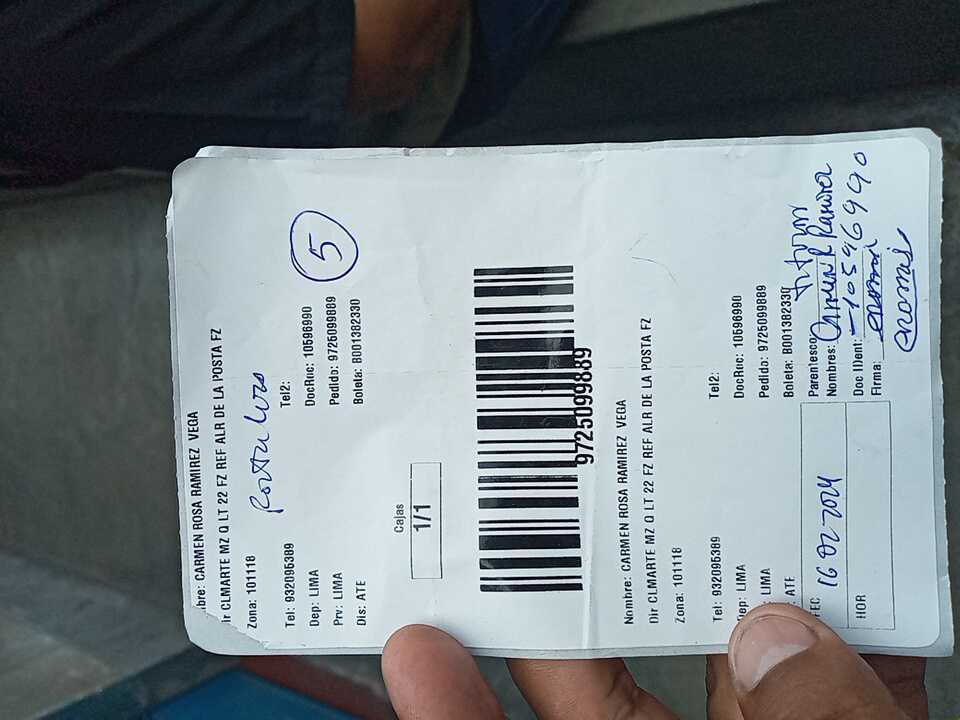 bre: CARMEN ROSA RAMIREZ VEGA
ir CLMARTE MZ Q LT 22 FZ REF ALR DE LA POSTA FZ
Zona: 101118
Tel: 932095389 Tel2:
Dep: LIMA DocRuc: 10596990
Prv: LIMA Pedido: 9725099889
Dis: ATE Boleta: B001382330
5
Cajas
1/1
9725099889
Nombre: CARMEN ROSA RAMIREZ VEGA
Dir CLMARTE MZ Q LT 22 FZ REF ALR DE LA POSTA FZ
Zona: 101118
Tel: 932095389 Tel2:
ep: LIMA DocRuc: 10596990
LIMA Pedido: 9725099889
ATE Boleta: B001382330
FEC 16 02-2024
HOR
Parentesco
Nombres: Carmen R Ramirez
Doc IDent: 10596990
Firma: